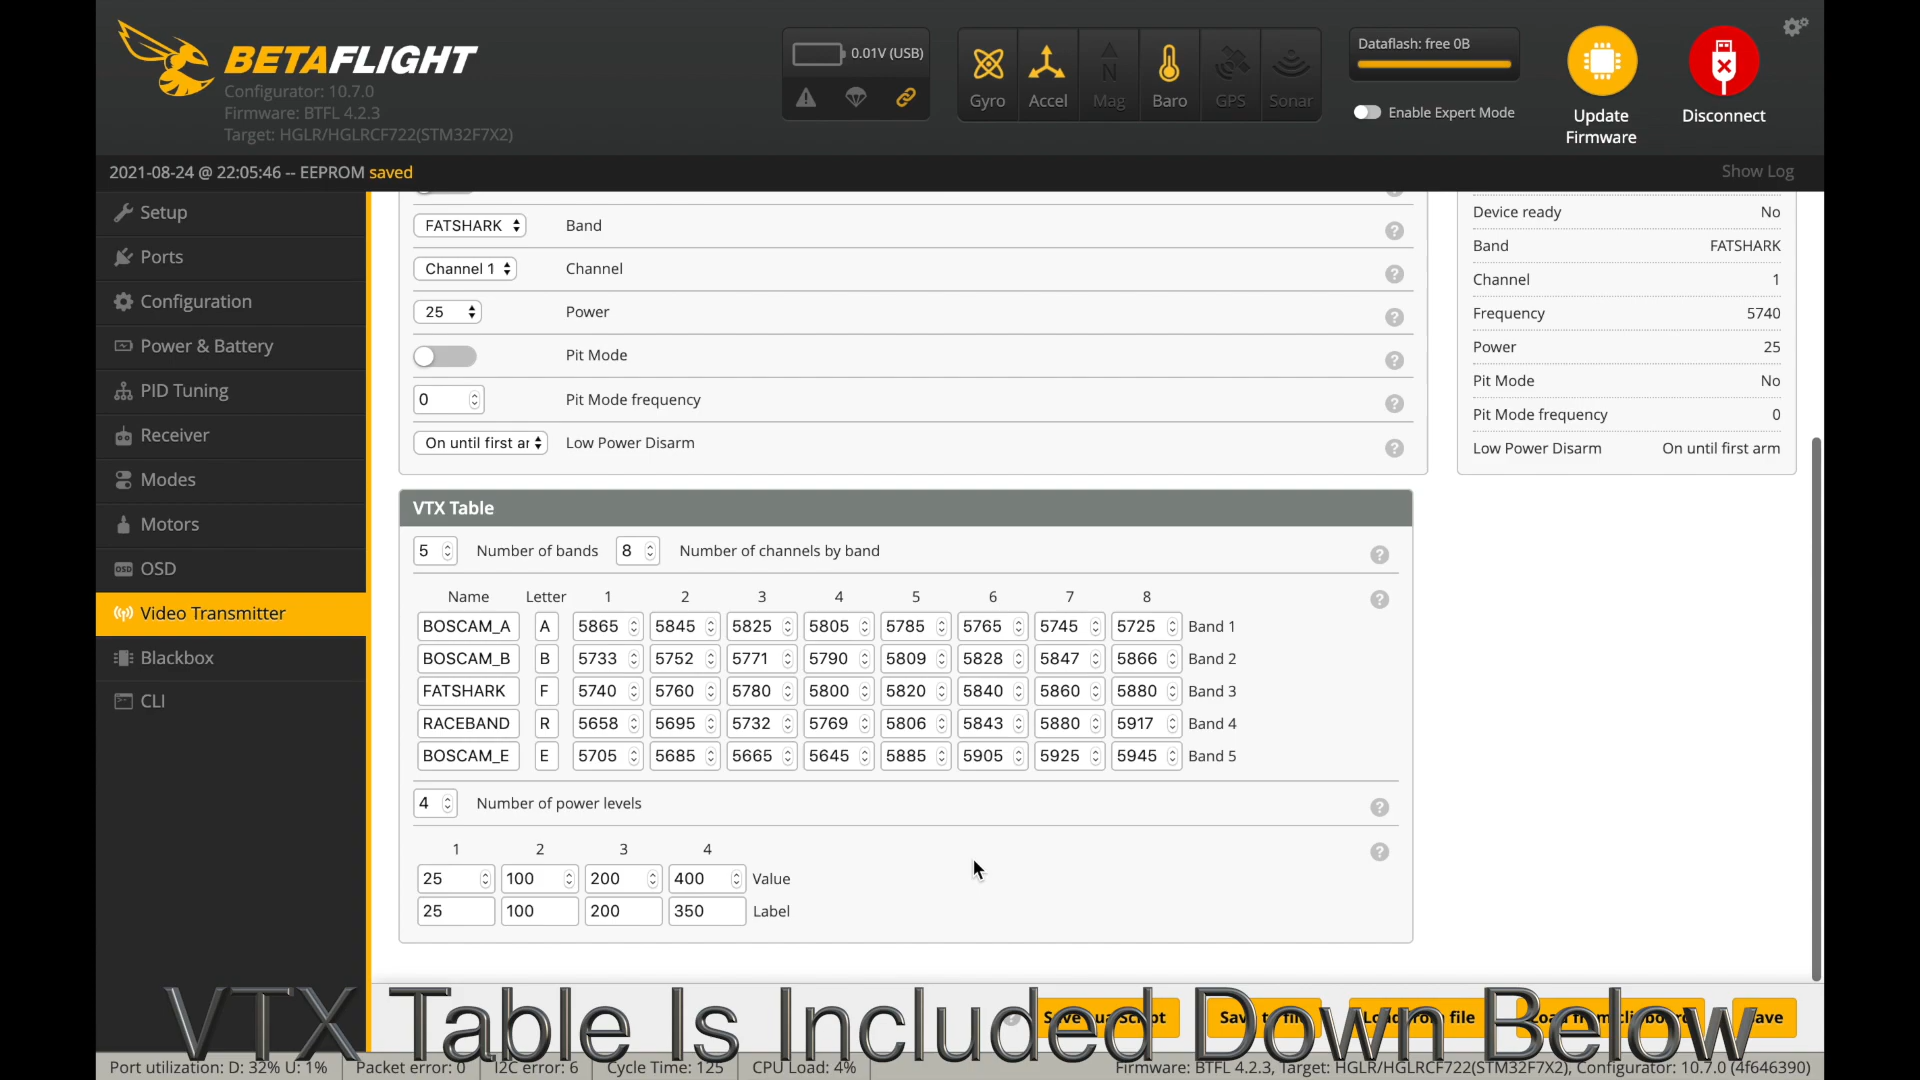 BETAFLIGHT
Configurator: 10.7.0
Firmware: BTFL 4.2.3
Target: HGLR/HGLRCF722(STM32F7X2)
0.01V (USB)
Gyro
Accel
N
Mag
Baro
GPS
Sonar
Dataflash: free 0B
Enable Expert Mode
Update
Firmware
Disconnect
2021-08-24 @ 22:05:46 -- EEPROM saved
Show Log
Setup
Ports
Configuration
Power & Battery
PID Tuning
Receiver
Modes
Motors
OSD OSD
Video Transmitter
Blackbox
CLI
FATSHARK Band ?
Channel 1 Channel ?
25 Power ?
Pit Mode ?
0 Pit Mode frequency ?
On until first ar Low Power Disarm ?
Device ready No
Band FATSHARK
Channel 1
Frequency 5740
Power 25
Pit Mode No
Pit Mode frequency 0
Low Power Disarm On until first arm
VTX Table
5 Number of bands 8 Number of channels by band ?
Name Letter 1 2 3 4 5 6 7 8 ?
BOSCAM_A A 5865 5845 5825 5805 5785 5765 5745 5725 Band 1
BOSCAM_B B 5733 5752 5771 5790 5809 5828 5847 5866 Band 2
FATSHARK F 5740 5760 5780 5800 5820 5840 5860 5880 Band 3
RACEBAND R 5658 5695 5732 5769 5806 5843 5880 5917 Band 4
BOSCAM_E E 5705 5685 5665 5645 5885 5905 5925 5945 Band 5
4 Number of power levels ?
1 2 3 4 ?
25 100 200 400 Value
25 100 200 350 Label
VTX Table Is Included Down Below
Port utilization: D: 32% U: 1% Packet error: 0 I2C error: 6 Cycle Time: 125 CPU Load: 4% Firmware: BTFL 4.2.3, Target: HGLR/HGLRCF722(STM32F7X2), Configurator: 10.7.0 (4f646390)